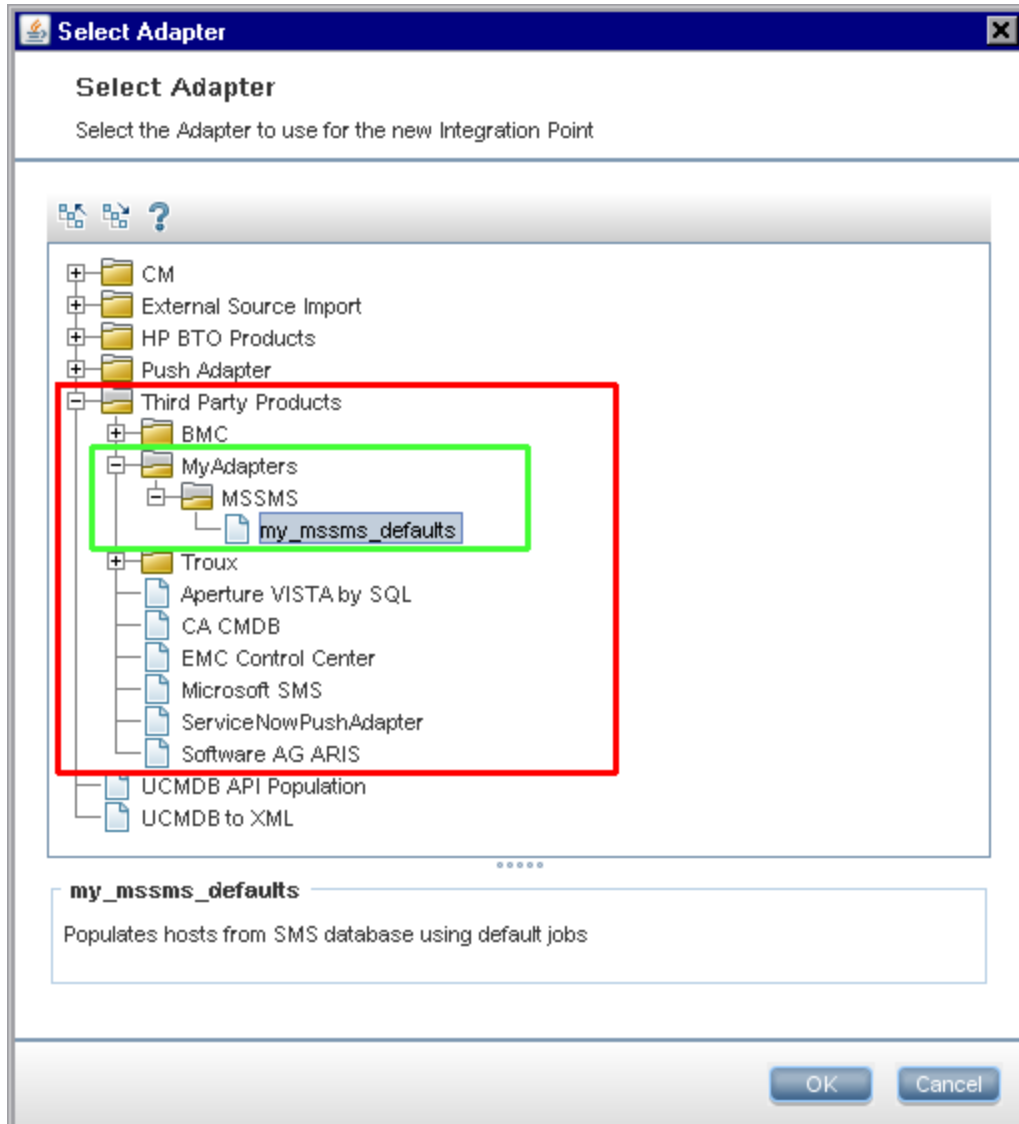 Select Adapter
Select Adapter
Select the Adapter to use for the new Integration Point
CM
External Source Import
HP BTO Products
Push Adapter
Third Party Products
BMC
MyAdapters
MSSMS
my_mssms_defaults
Troux
Aperture VISTA by SQL
CA CMDB
EMC Control Center
Microsoft SMS
ServiceNowPushAdapter
Software AG ARIS
UCMDB API Population
UCMDB to XML
my_mssms_defaults
Populates hosts from SMS database using default jobs
OK Cancel